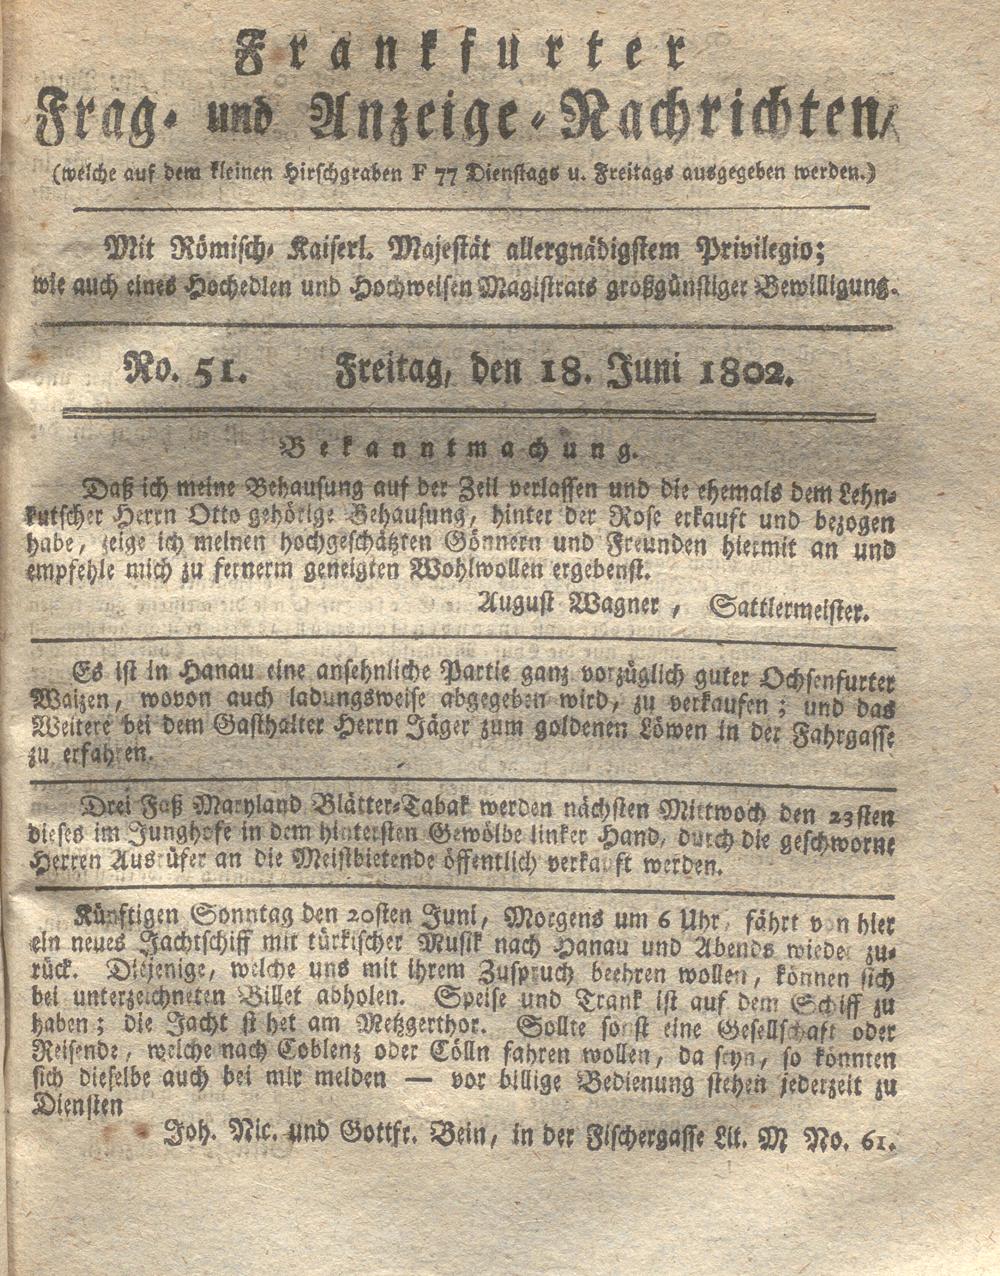 Frankfurter
Frag- und Anzeige-Nachrichten,
(welche auf dem kleinen Hirschgraben F 77 Dienstags u. Freitags ausgegeben werden.)
Mit Römisch-Kaiserl. Majestät allergnädigstem Privilegio;
wie auch eines Hochedlen und Hochweisen Magistrats großgünstiger Bewilligung.
No. 51. Freitag, den 18. Juni 1802.
Bekanntmachung.
Daß ich meine Behausung auf der Zeil verlassen und die ehemals dem Lehn-
kutscher Herrn Otto gehörige Behausung, hinter der Rose erkauft und bezogen
habe, zeige ich meinen hochgeschätzten Gönnern und Freunden hiermit an und
empfehle mich zu fernerm geneigten Wohlwollen ergebenst.
August Wagner, Sattlermeister.
Es ist in Hanau eine ansehnliche Partie ganz vorzüglich guter Ochsenfurter
Waizen, wovon auch ladungsweise abgegeben wird, zu verkaufen; und das
Weitere bei dem Gasthalter Herrn Jäger zum goldenen Löwen in der Fahrgasse
zu erfahren.
Drei Faß Maryland Blätter-Tabak werden nächsten Mittwoch den 23sten
dieses im Junghofe in dem hintersten Gewölbe linker Hand, durch die geschworne
Herren Ausrüfer an die Meistbietende öffentlich verkauft werden.
Künftigen Sonntag den 20sten Juni, Morgens um 6 Uhr, fährt von hier
ein neues Jachtschiff mit türkischer Musik nach Hanau und Abends wieder zu-
rück. Diejenige, welche uns mit ihrem Zuspruch beehren wollen, können sich
bei unterzeichneten Billet abholen. Speise und Trank ist auf dem Schiff zu
haben; die Jacht stehet am Metzgerthor. Sollte sonst eine Gesellschaft oder
Reisende, welche nach Coblenz oder Cölln fahren wollen, da seyn, so könnten
sich dieselbe auch bei mir melden — vor billige Bedienung stehen jederzeit zu
Diensten
Joh. Nic. und Gottfr. Bein, in der Fischergasse Lit. M No. 61.